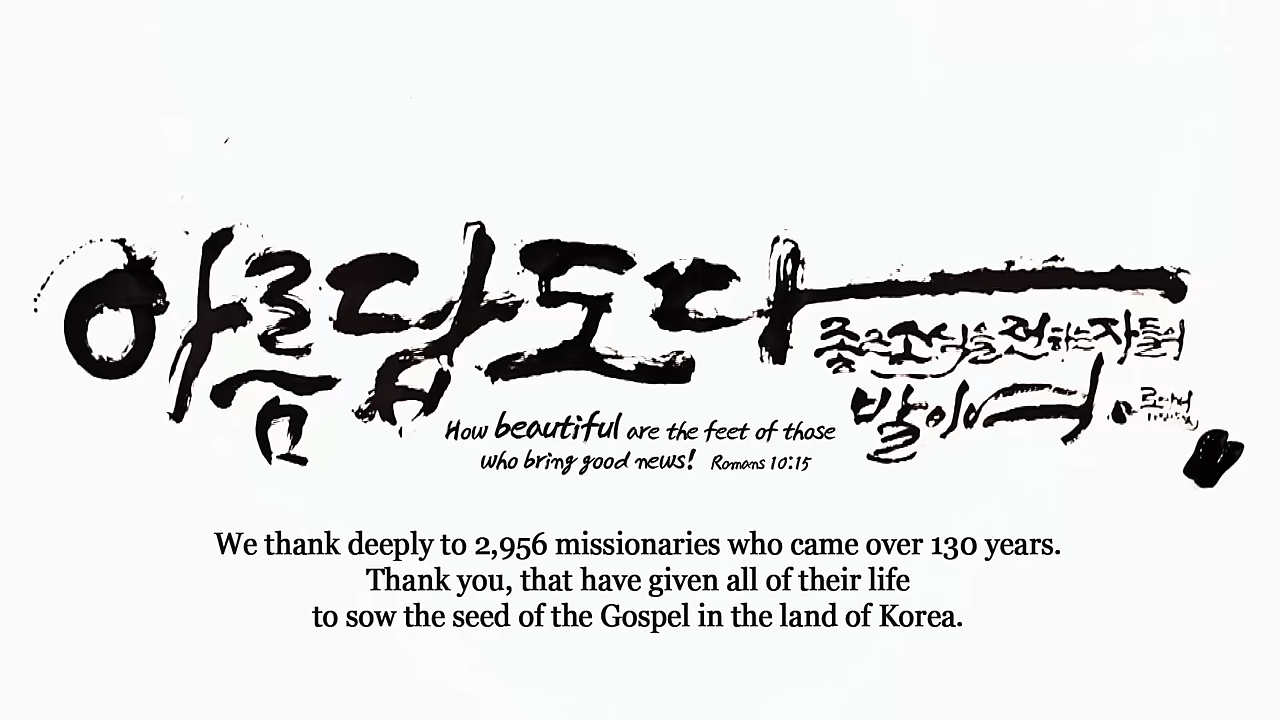 아름답도다
좋은소식을전하는자들의
발이여.
How beautiful are the feet of those
who bring good news! Romans 10:15
We thank deeply to 2,956 missionaries who came over 130 years.
Thank you, that have given all of their life
to sow the seed of the Gospel in the land of Korea.